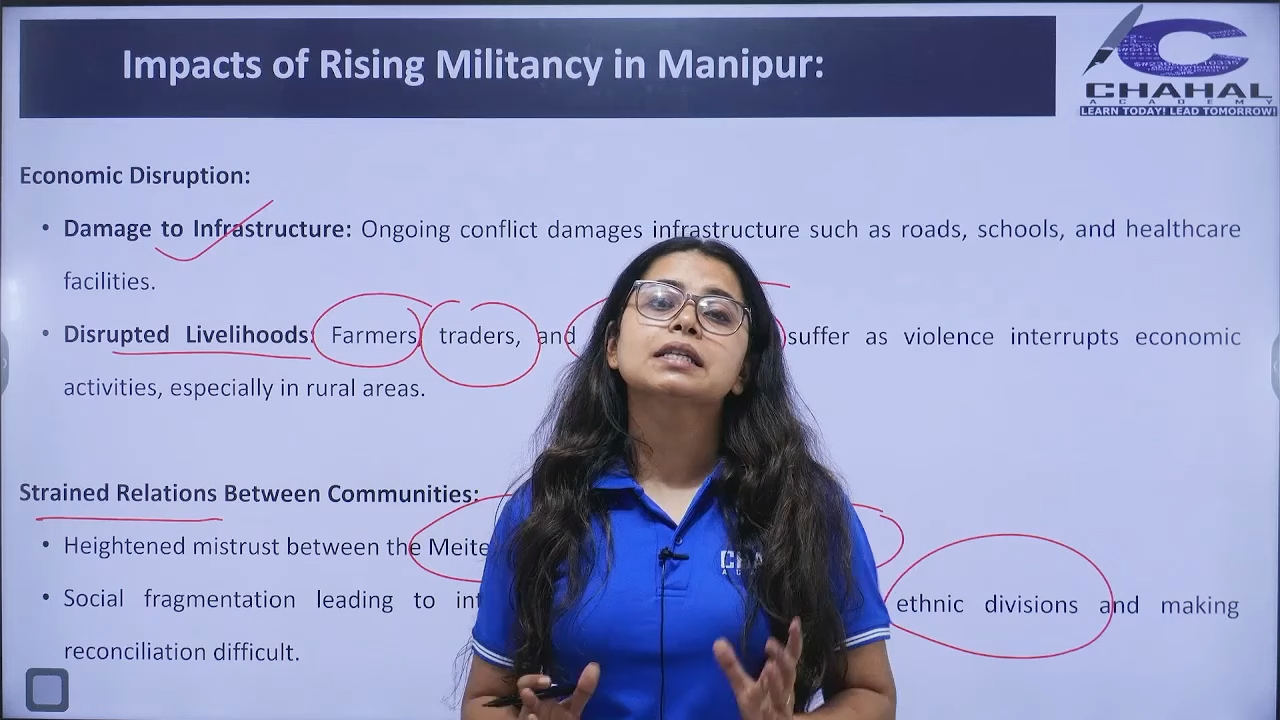 Impacts of Rising Militancy in Manipur:
CHAHAL
ACADEMY
LEARN TODAY! LEAD TOMORROW!
Economic Disruption:
• Damage to Infrastructure: Ongoing conflict damages infrastructure such as roads, schools, and healthcare
facilities.
• Disrupted Livelihoods: Farmers, traders, and suffer as violence interrupts economic
activities, especially in rural areas.
Strained Relations Between Communities:
• Heightened mistrust between the Meite
• Social fragmentation leading to int ethnic divisions and making
reconciliation difficult.